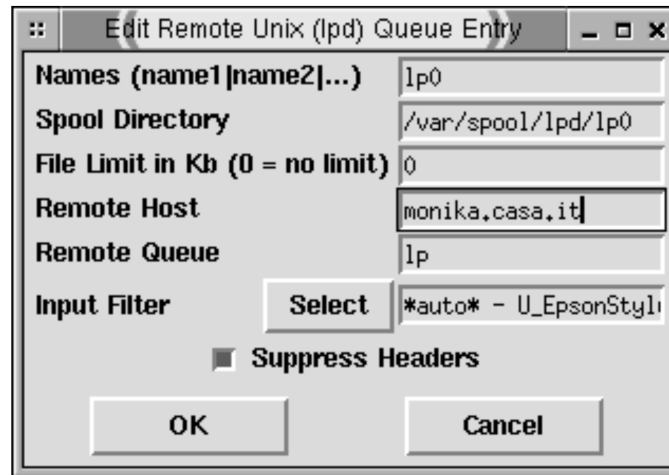 Edit Remote Unix (lpd) Queue Entry
Names (name1|name2|...) lp0
Spool Directory /var/spool/lpd/lp0
File Limit in Kb (0 = no limit) 0
Remote Host monika.casa.it
Remote Queue lp
Input Filter Select *auto* - U_EpsonStyl
Suppress Headers
OK Cancel